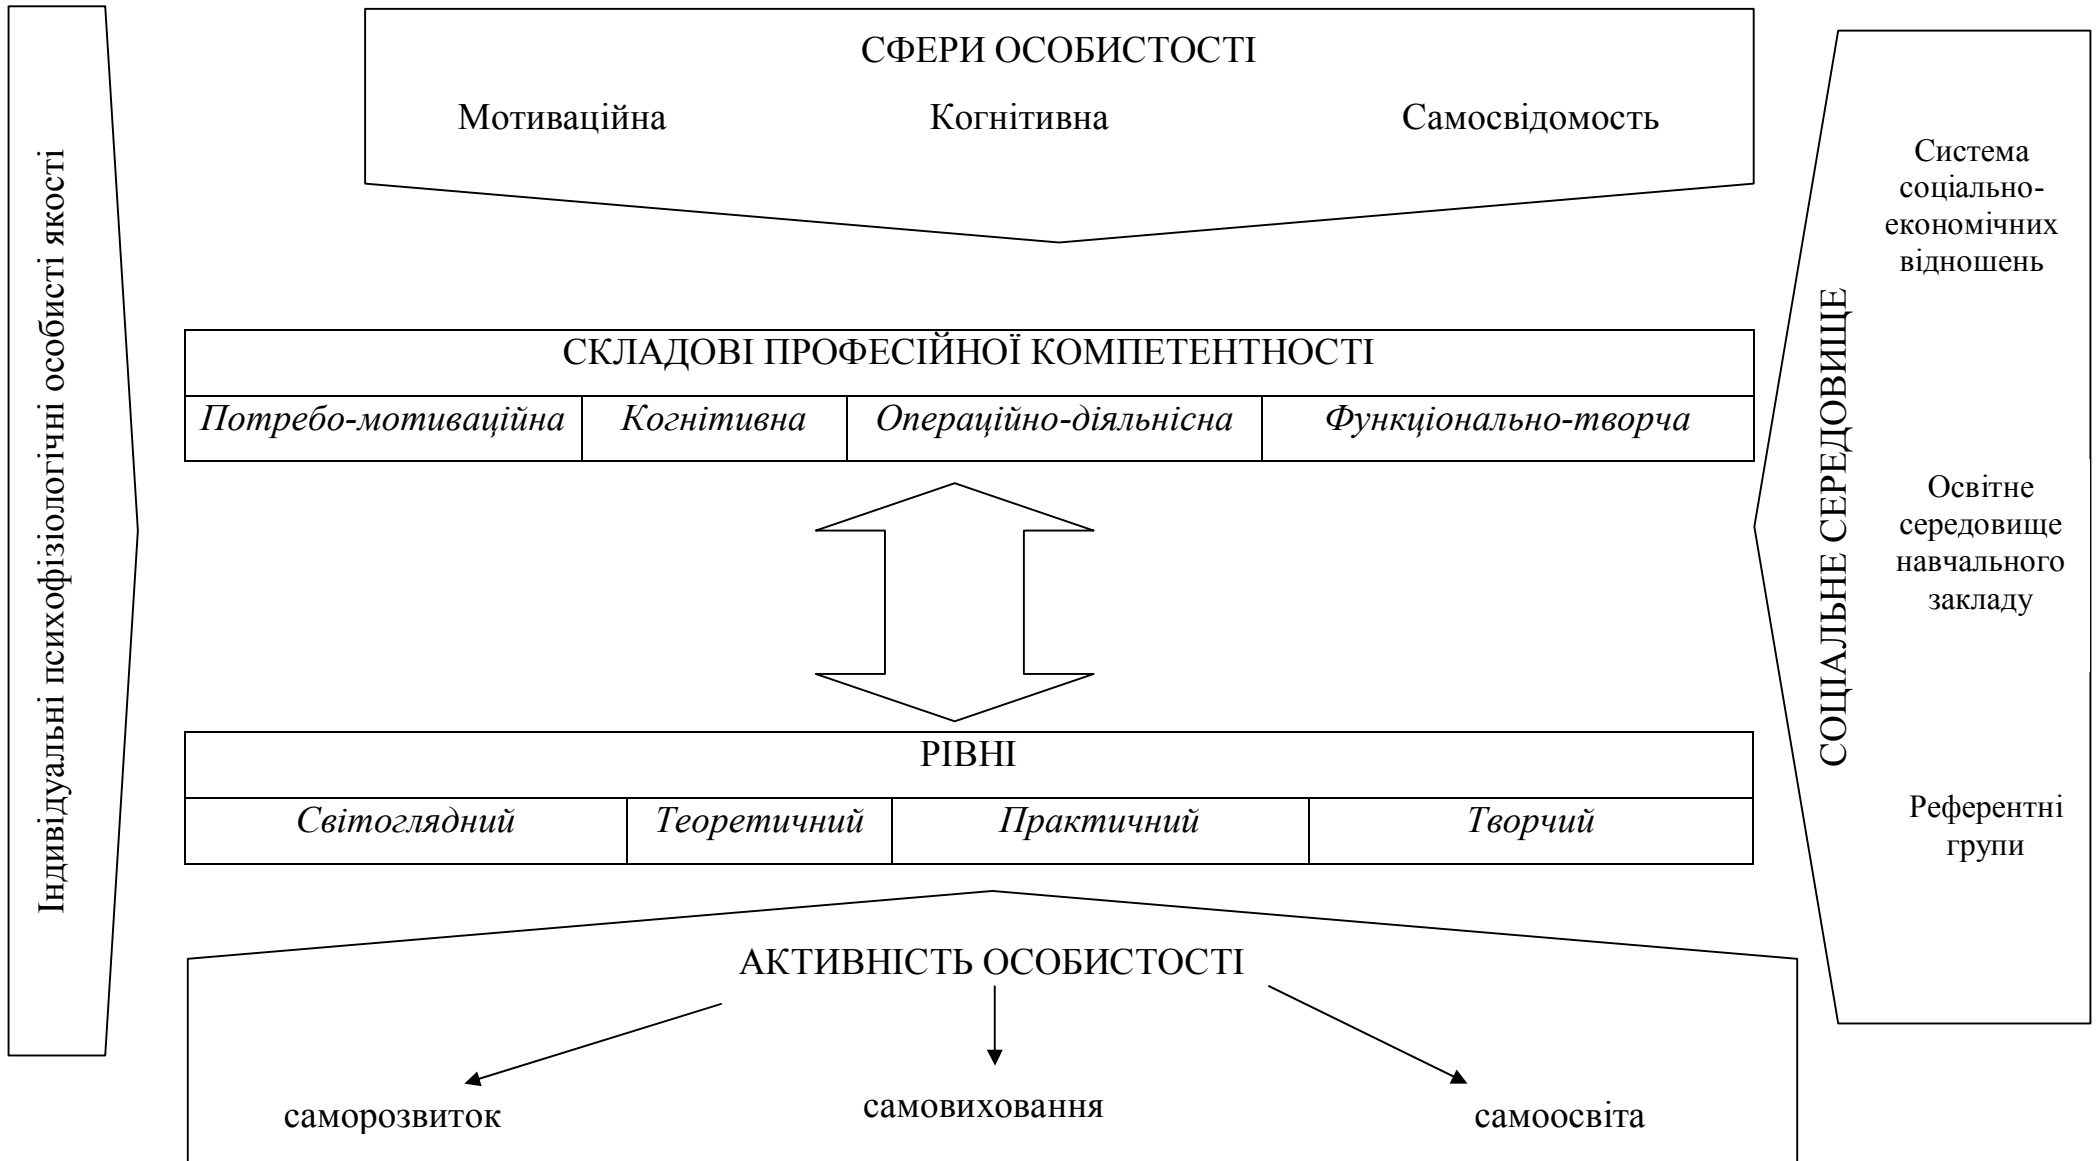 Індивідуальні психофізіологічні особисті якості
СФЕРИ ОСОБИСТОСТІ
Мотиваційна Когнітивна Самосвідомость
СКЛАДОВІ ПРОФЕСІЙНОЇ КОМПЕТЕНТНОСТІ
Потребо-мотиваційна Когнітивна Операційно-діяльнісна Функціонально-творча
РІВНІ
Світоглядний Теоретичний Практичний Творчий
АКТИВНІСТЬ ОСОБИСТОСТІ
саморозвиток самовиховання самоосвіта
СОЦІАЛЬНЕ СЕРЕДОВИЩЕ
Система
соціально-
економічних
відношень
Освітне
середовище
навчального
закладу
Референтні
групи